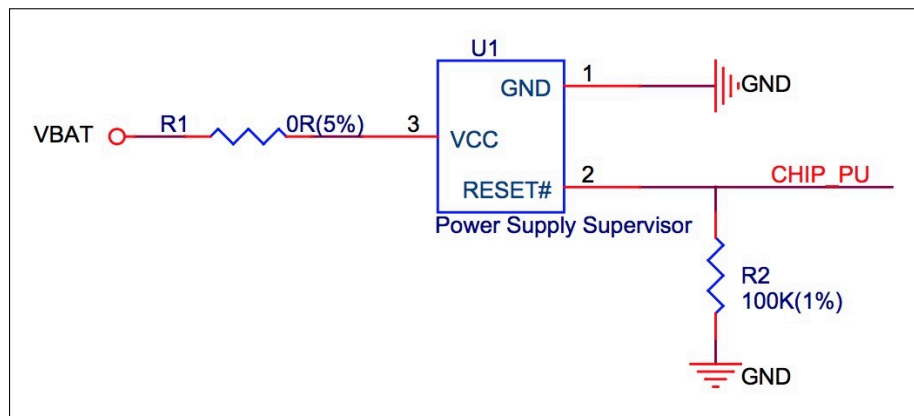 U1
GND
1
GND
VBAT
R1
0R(5%)
3
VCC
2
CHIP_PU
RESET#
Power Supply Supervisor
R2
100K(1%)
GND